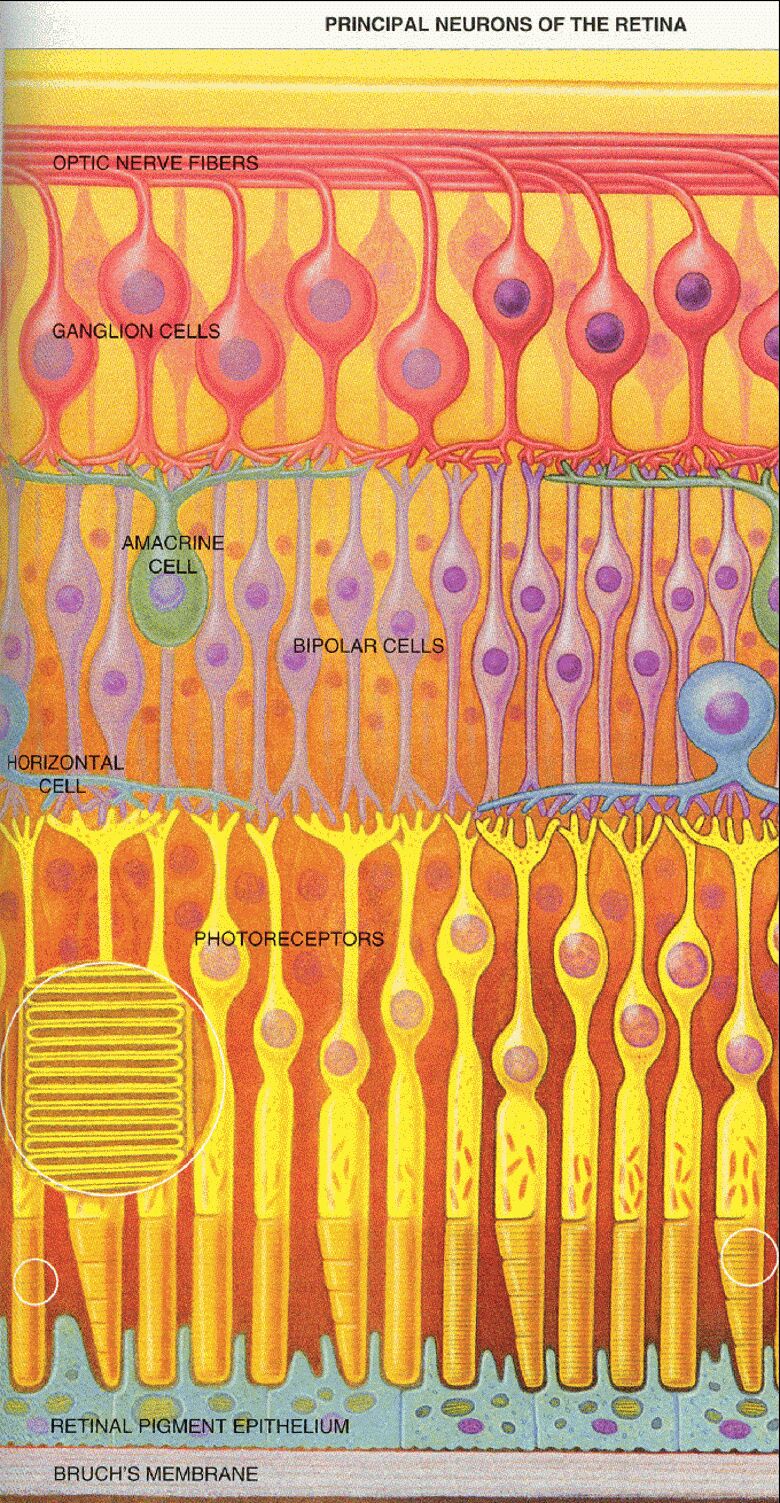 PRINCIPAL NEURONS OF THE RETINA
OPTIC NERVE FIBERS
GANGLION CELLS
AMACRINE
CELL
BIPOLAR CELLS
HORIZONTAL
CELL
PHOTORECEPTORS
RETINAL PIGMENT EPITHELIUM
BRUCH'S MEMBRANE